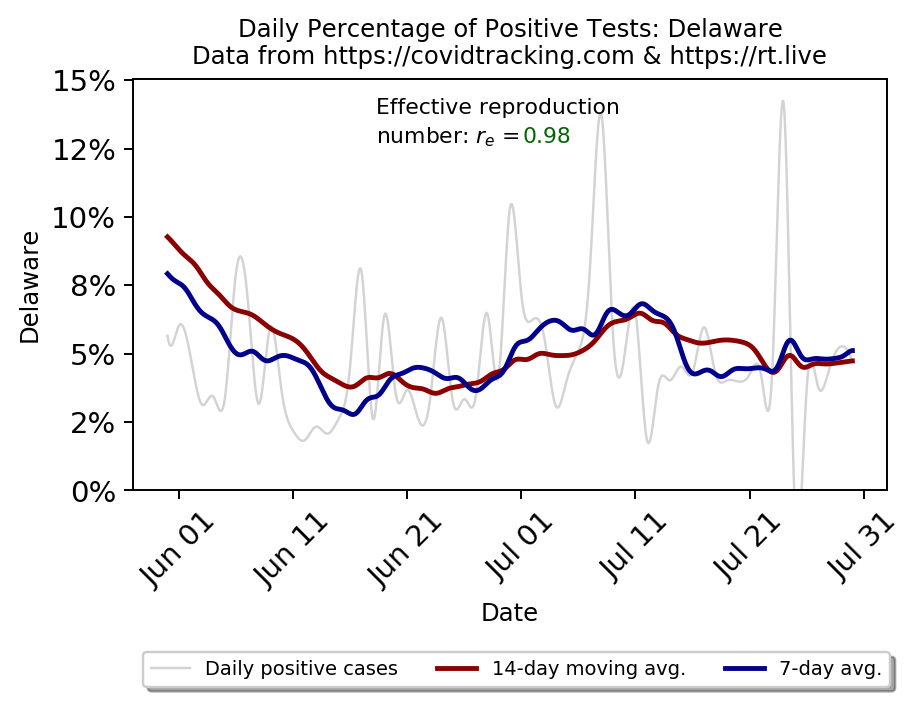 Daily Percentage of Positive Tests: Delaware
Data from https://covidtracking.com & https://rt.live
Effective reproduction
number: rₑ =0.98
15%
12%
10%
8%
5%
2%
0%
Delaware
Jun 01
Jun 11
Jun 21
Jul 01
Jul 11
Jul 21
Jul 31
Date
Daily positive cases
14-day moving avg.
7-day avg.